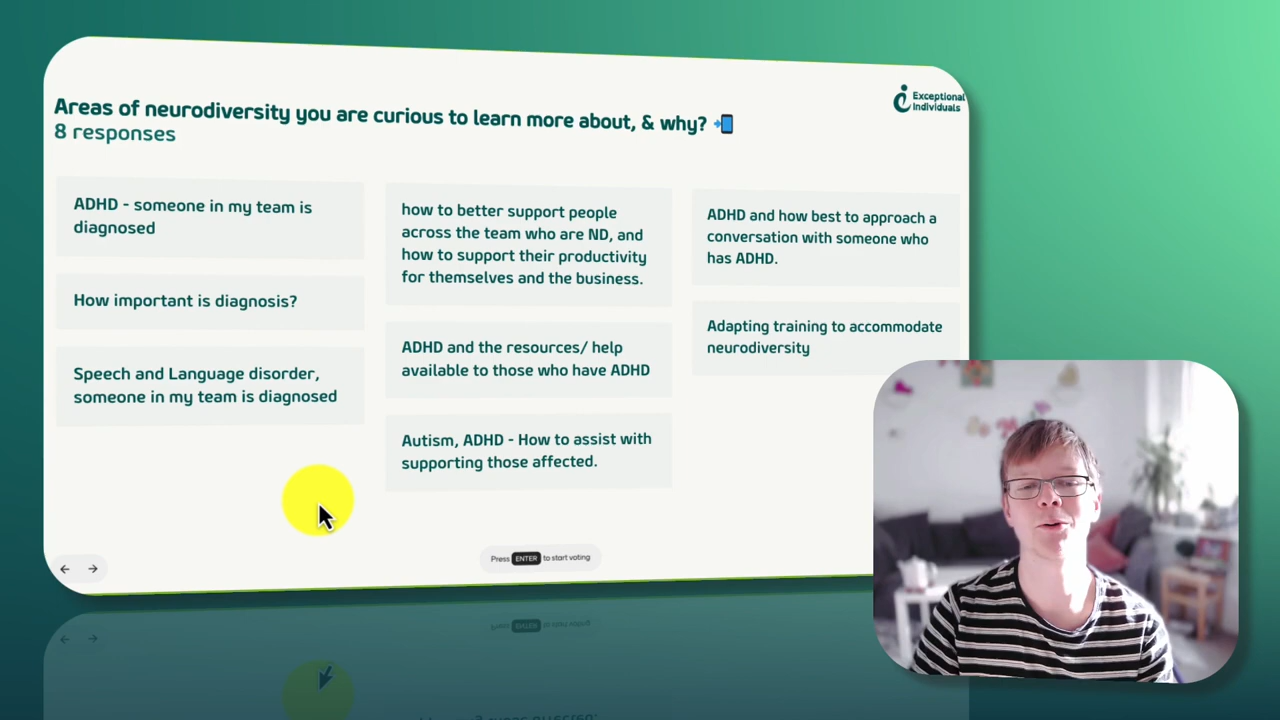 Areas of neurodiversity you are curious to learn more about, & why?
8 responses
Exceptional
Individuals
ADHD - someone in my team is
diagnosed
How important is diagnosis?
Speech and Language disorder,
someone in my team is diagnosed
how to better support people
across the team who are ND, and
how to support their productivity
for themselves and the business.
ADHD and the resources/ help
available to those who have ADHD
Autism, ADHD - How to assist with
supporting those affected.
ADHD and how best to approach a
conversation with someone who
has ADHD.
Adapting training to accommodate
neurodiversity
Press ENTER to start voting